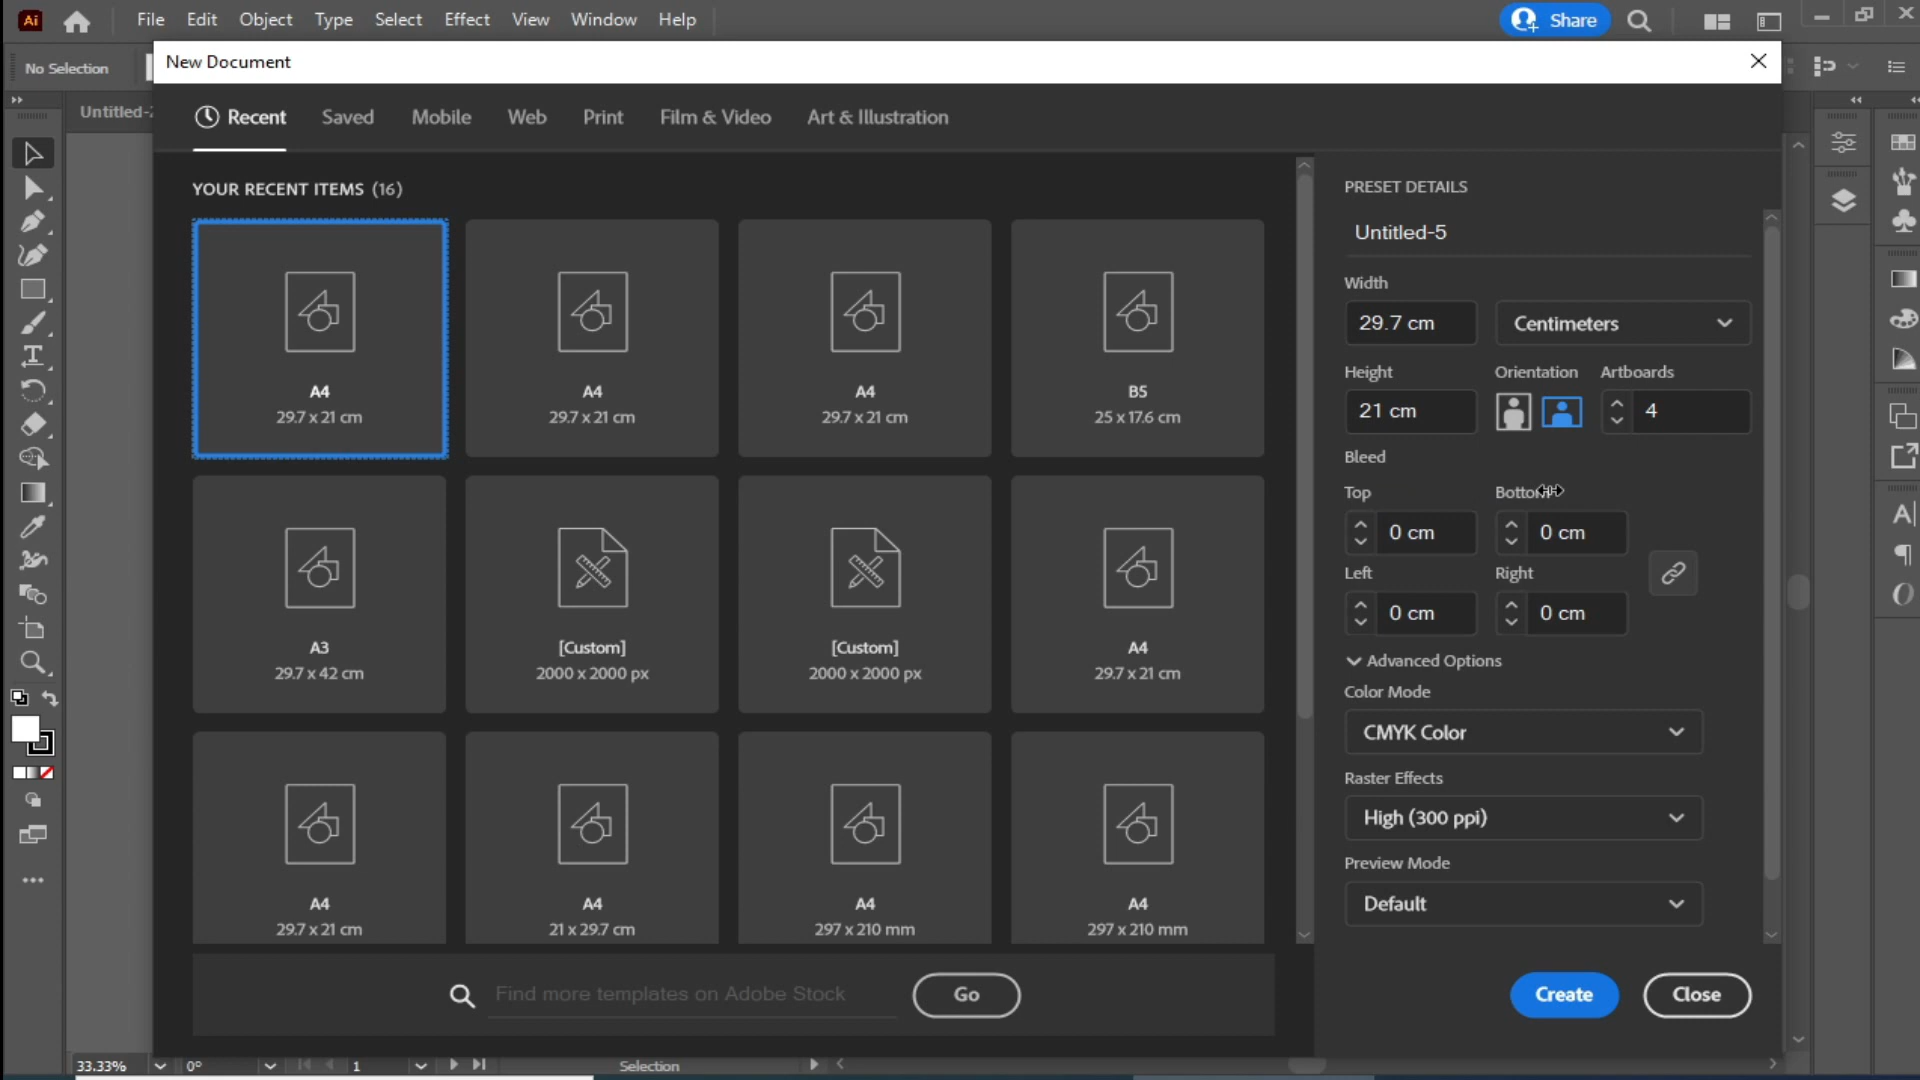 Ai File Edit Object Type Select Effect View Window Help Share
No Selection
New Document
Untitled-
Recent Saved Mobile Web Print Film & Video Art & Illustration
YOUR RECENT ITEMS (16)
A4
29.7 x 21 cm
A4
29.7 x 21 cm
A4
29.7 x 21 cm
B5
25 x 17.6 cm
A3
29.7 x 42 cm
[Custom]
2000 x 2000 px
[Custom]
2000 x 2000 px
A4
29.7 x 21 cm
A4
29.7 x 21 cm
A4
21 x 29.7 cm
A4
297 x 210 mm
A4
297 x 210 mm
Find more templates on Adobe Stock
Go
PRESET DETAILS
Untitled-5
Width
29.7 cm Centimeters
Height Orientation Artboards
21 cm 4
Bleed
Top Bottom
0 cm 0 cm
Left Right
0 cm 0 cm
Advanced Options
Color Mode
CMYK Color
Raster Effects
High (300 ppi)
Preview Mode
Default
Create Close
33.33% 0° 1 Selection